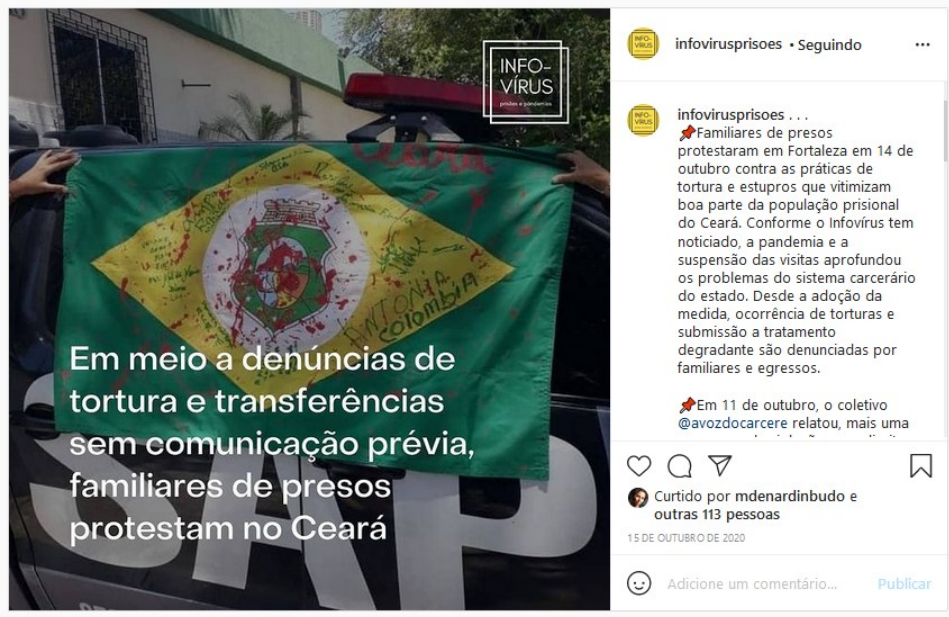 INFO-
VÍRUS
prisões e pandemias
Ceará
ANTONIA
COLOMBIA
Em meio a denúncias de
tortura e transferências
sem comunicação prévia,
familiares de presos
protestam no Ceará
SAP
infovirusprisoes • Seguindo
infovirusprisoes . . .
📌Familiares de presos
protestaram em Fortaleza em 14 de
outubro contra as práticas de
tortura e estupros que vitimizam
boa parte da população prisional
do Ceará. Conforme o Infovírus tem
noticiado, a pandemia e a
suspensão das visitas aprofundou
os problemas do sistema carcerário
do estado. Desde a adoção da
medida, ocorrência de torturas e
submissão a tratamento
degradante são denunciadas por
familiares e egressos.
📌Em 11 de outubro, o coletivo
@avozdocarcere relatou, mais uma
Curtido por mdenardinbudo e
outras 113 pessoas
15 DE OUTUBRO DE 2020
Adicione um comentário... Publicar